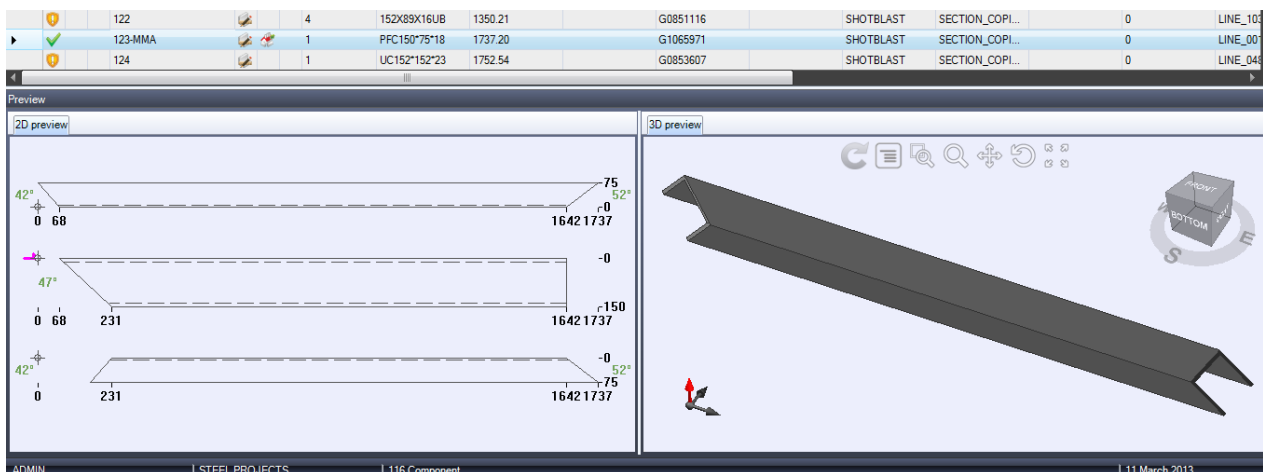 122 4 152X89X16UB 1350.21 G0851116 SHOTBLAST SECTION_COPI... 0 LINE_103
123-MMA 1 PFC150*75*18 1737.20 G1065971 SHOTBLAST SECTION_COPI... 0 LINE_001
124 1 UC152*152*23 1752.54 G0853607 SHOTBLAST SECTION_COPI... 0 LINE_048
Preview
2D preview 3D preview
75
42° 52°
0
0 68 1642 1737
0
47°
150
0 68 231 1642 1737
0
42° 52°
75
0 231 1642 1737
FRONT
BOTTOM
E
S
ADMIN STEEL PROJECTS 116 Component 11 March 2013